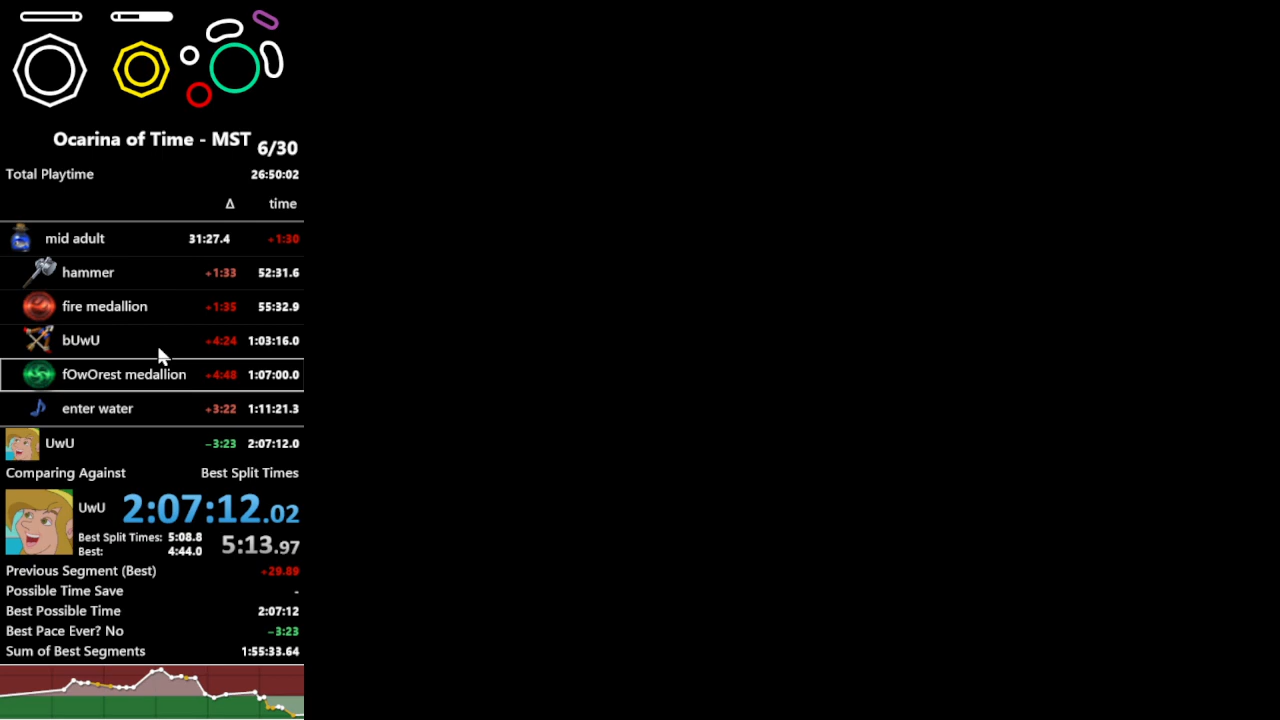 Ocarina of Time - MST 6/30
Total Playtime 26:50:02
Δ time
mid adult 31:27.4 +1:30
hammer +1:33 52:31.6
fire medallion +1:35 55:32.9
bUwU +4:24 1:03:16.0
fOwOrest medallion +4:48 1:07:00.0
enter water +3:22 1:11:21.3
UwU −3:23 2:07:12.0
Comparing Against Best Split Times
UwU 2:07:12.02
Best Split Times: 5:08.8 5:13.97
Best: 4:44.0
Previous Segment (Best) +29.89
Possible Time Save -
Best Possible Time 2:07:12
Best Pace Ever? No −3:23
Sum of Best Segments 1:55:33.64